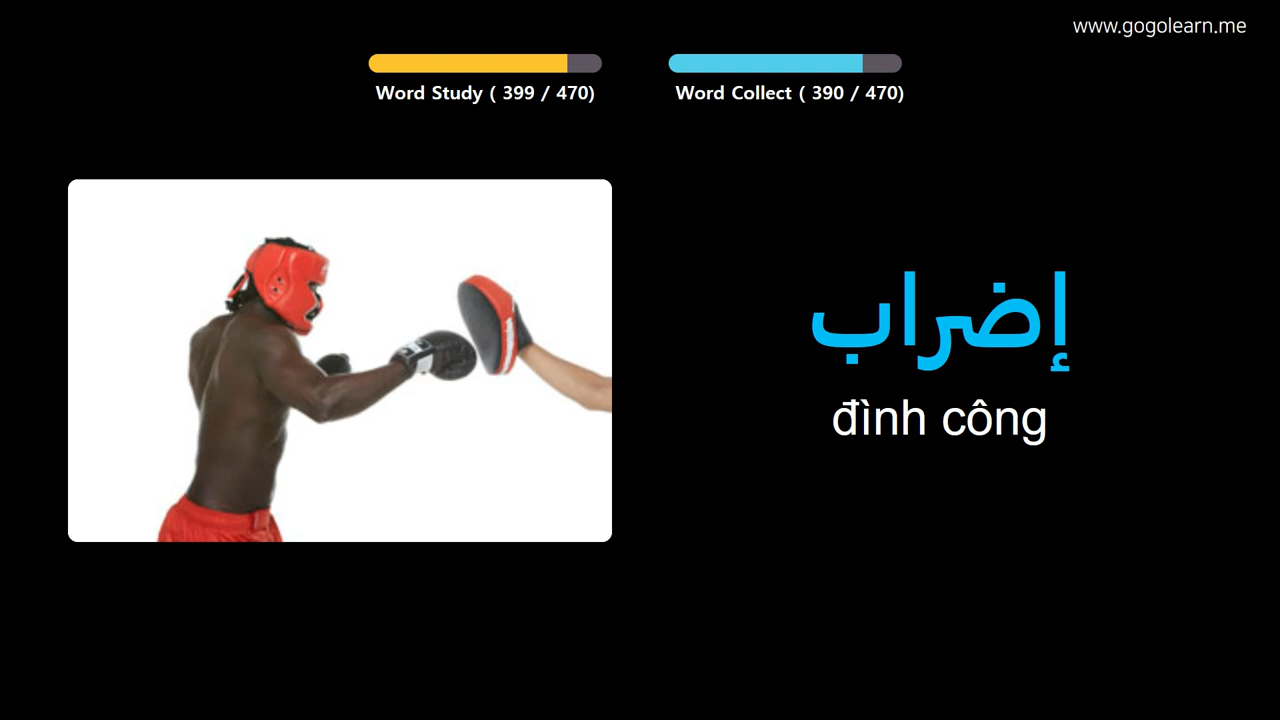 www.gogolearn.me
Word Study ( 399 / 470)
Word Collect ( 390 / 470)
إضراب
đình công